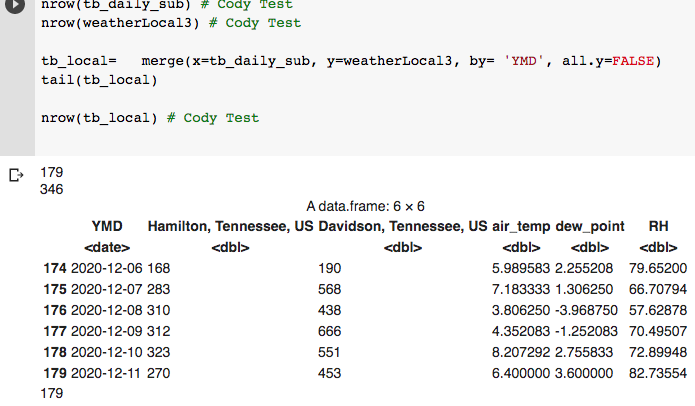 nrow(tb_daily_sub) # Cody Test
nrow(weatherLocal3) # Cody Test
tb_local=   merge(x=tb_daily_sub, y=weatherLocal3, by= 'YMD', all.y=FALSE)
tail(tb_local)
nrow(tb_local) # Cody Test
179
346
A data.frame: 6 × 6
YMD Hamilton, Tennessee, US Davidson, Tennessee, US air_temp dew_point RH
<date> <dbl> <dbl> <dbl> <dbl> <dbl>
174 2020-12-06 168 190 5.989583 2.255208 79.65200
175 2020-12-07 283 568 7.183333 1.306250 66.70794
176 2020-12-08 310 438 3.806250 -3.968750 57.62878
177 2020-12-09 312 666 4.352083 -1.252083 70.49507
178 2020-12-10 323 551 8.207292 2.755833 72.89948
179 2020-12-11 270 453 6.400000 3.600000 82.73554
179